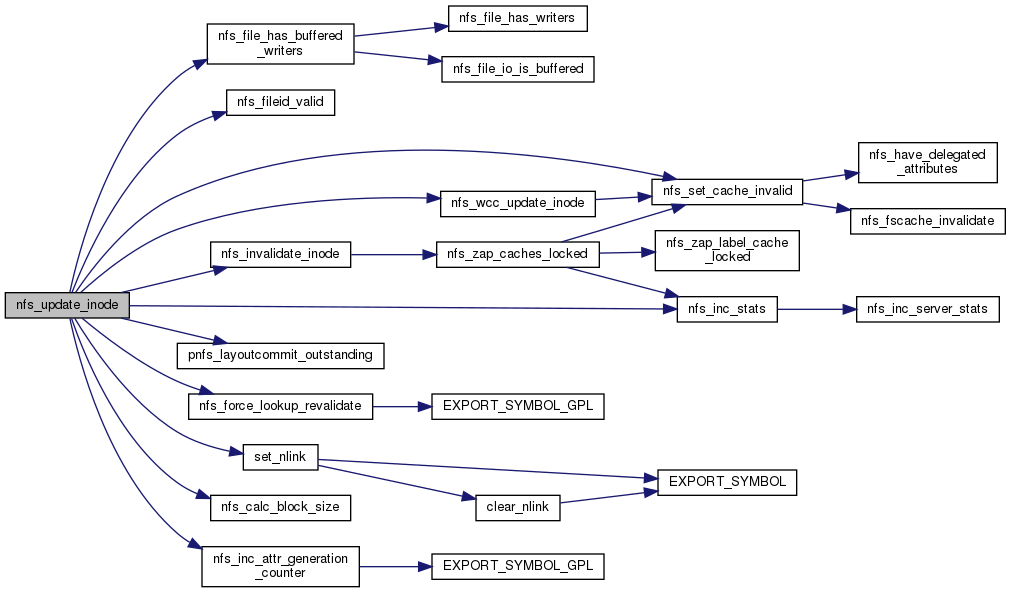 nfs_file_has_writers
nfs_file_has_buffered
_writers
nfs_file_io_is_buffered
nfs_fileid_valid
nfs_have_delegated
_attributes
nfs_set_cache_invalid
nfs_wcc_update_inode
nfs_fscache_invalidate
nfs_zap_label_cache
_locked
nfs_invalidate_inode
nfs_zap_caches_locked
nfs_update_inode
nfs_inc_stats
nfs_inc_server_stats
pnfs_layoutcommit_outstanding
nfs_force_lookup_revalidate
EXPORT_SYMBOL_GPL
set_nlink
EXPORT_SYMBOL
nfs_calc_block_size
clear_nlink
nfs_inc_attr_generation
_counter
EXPORT_SYMBOL_GPL